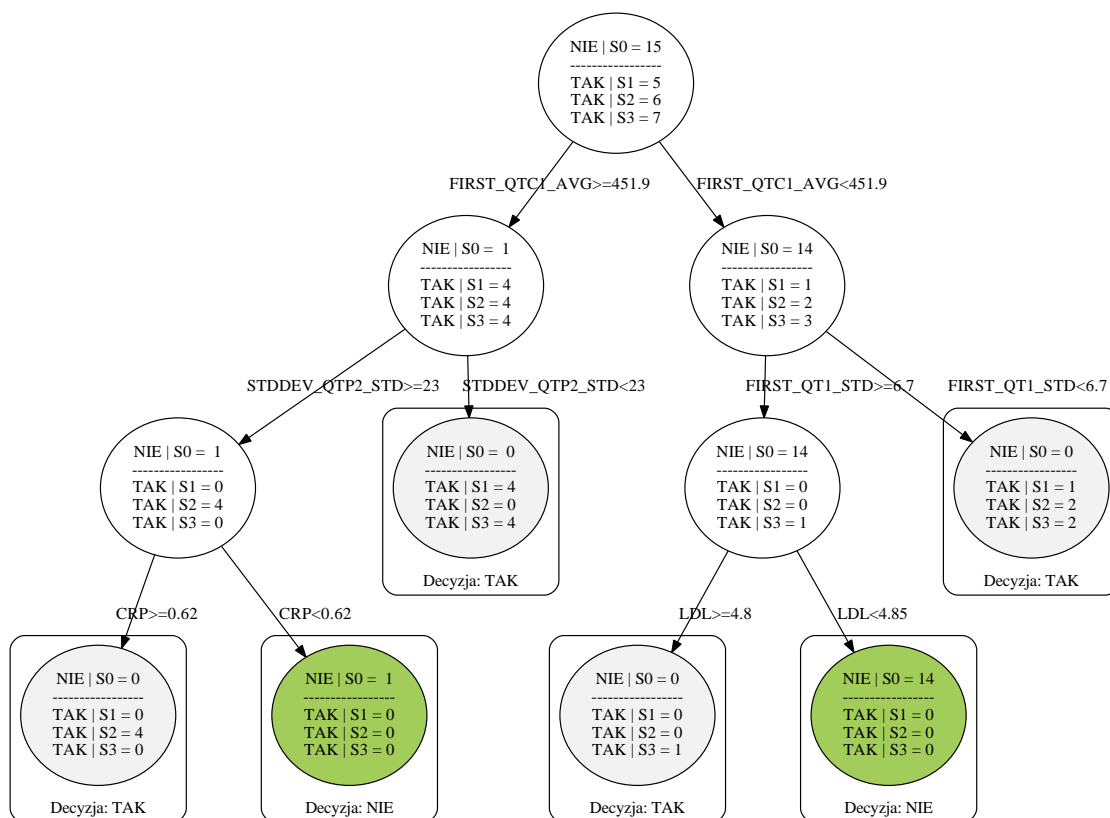 NIE | S0 = 15
-----------------
TAK | S1 = 5
TAK | S2 = 6
TAK | S3 = 7
FIRST_QTC1_AVG>=451.9
FIRST_QTC1_AVG<451.9
NIE | S0 =  1
-----------------
TAK | S1 = 4
TAK | S2 = 4
TAK | S3 = 4
NIE | S0 = 14
-----------------
TAK | S1 = 1
TAK | S2 = 2
TAK | S3 = 3
STDDEV_QTP2_STD>=23
STDDEV_QTP2_STD<23
FIRST_QT1_STD>=6.7
FIRST_QT1_STD<6.7
NIE | S0 =  1
-----------------
TAK | S1 = 0
TAK | S2 = 4
TAK | S3 = 0
NIE | S0 =  0
-----------------
TAK | S1 = 4
TAK | S2 = 0
TAK | S3 = 4
Decyzja: TAK
NIE | S0 = 14
-----------------
TAK | S1 = 0
TAK | S2 = 0
TAK | S3 = 1
NIE | S0 = 0
-----------------
TAK | S1 = 1
TAK | S2 = 2
TAK | S3 = 2
Decyzja: TAK
CRP>=0.62
CRP<0.62
LDL>=4.8
LDL<4.85
NIE | S0 = 0
-----------------
TAK | S1 = 0
TAK | S2 = 4
TAK | S3 = 0
Decyzja: TAK
NIE | S0 =  1
-----------------
TAK | S1 = 0
TAK | S2 = 0
TAK | S3 = 0
Decyzja: NIE
NIE | S0 = 0
-----------------
TAK | S1 = 0
TAK | S2 = 0
TAK | S3 = 1
Decyzja: TAK
NIE | S0 = 14
-----------------
TAK | S1 = 0
TAK | S2 = 0
TAK | S3 = 0
Decyzja: NIE